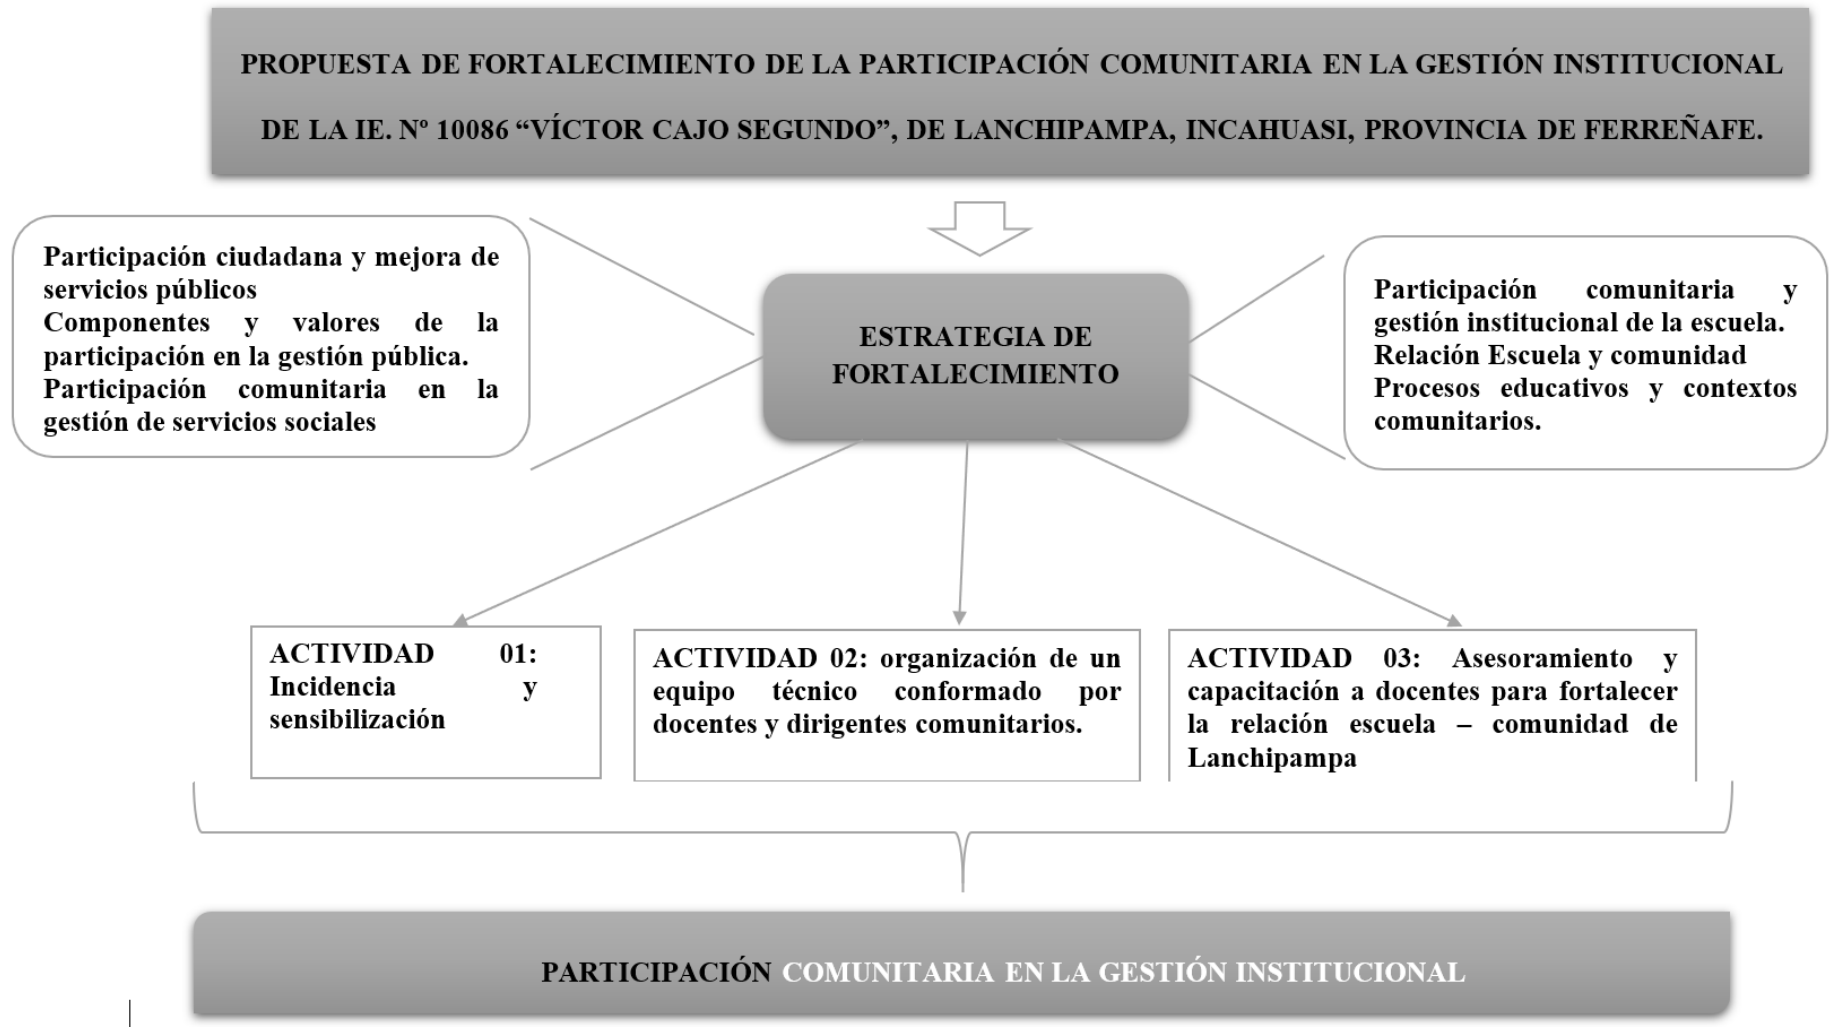 PROPUESTA DE FORTALECIMIENTO DE LA PARTICIPACIÓN COMUNITARIA EN LA GESTIÓN INSTITUCIONAL
DE LA IE. Nº 10086 “VÍCTOR CAJO SEGUNDO”, DE LANCHIPAMPA, INCAHUASI, PROVINCIA DE FERREÑAFE.
Participación ciudadana y mejora de
servicios públicos
Componentes y valores de la
participación en la gestión pública.
Participación comunitaria en la
gestión de servicios sociales
ESTRATEGIA DE
FORTALECIMIENTO
Participación comunitaria y
gestión institucional de la escuela.
Relación Escuela y comunidad
Procesos educativos y contextos
comunitarios.
ACTIVIDAD 01:
Incidencia y
sensibilización
ACTIVIDAD 02: organización de un
equipo técnico conformado por
docentes y dirigentes comunitarios.
ACTIVIDAD 03: Asesoramiento y
capacitación a docentes para fortalecer
la relación escuela – comunidad de
Lanchipampa
PARTICIPACIÓN COMUNITARIA EN LA GESTIÓN INSTITUCIONAL